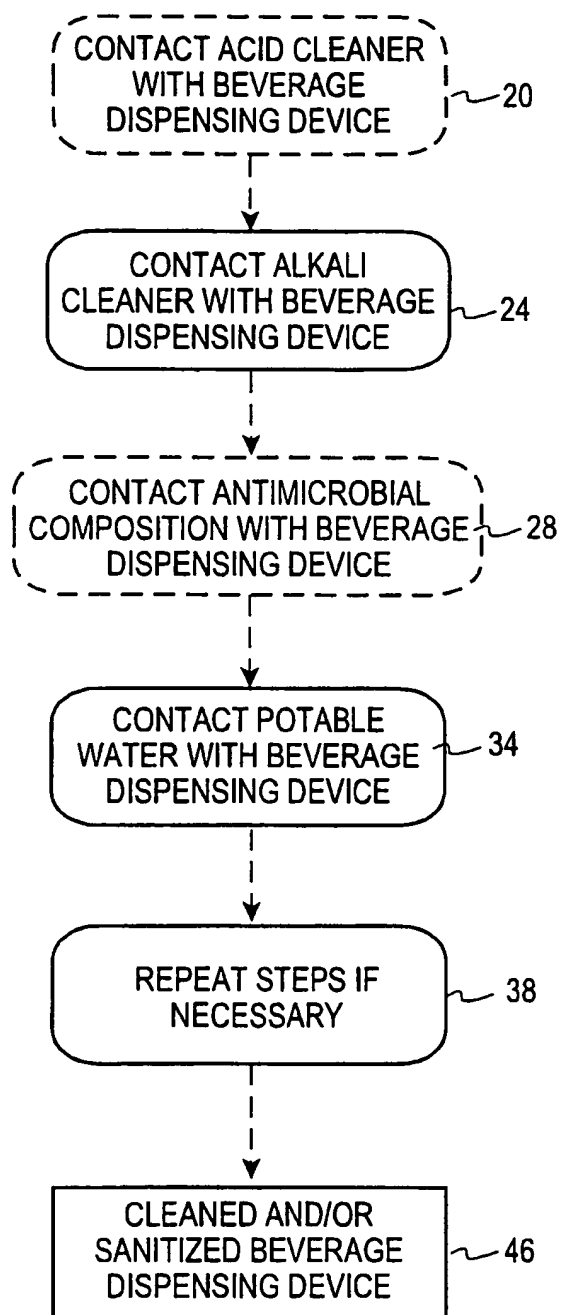 CONTACT ACID CLEANER
WITH BEVERAGE
DISPENSING DEVICE
20
CONTACT ALKALI
CLEANER WITH BEVERAGE
DISPENSING DEVICE
24
CONTACT ANTIMICROBIAL
COMPOSITION WITH BEVERAGE
DISPENSING DEVICE
28
CONTACT POTABLE
WATER WITH BEVERAGE
DISPENSING DEVICE
34
REPEAT STEPS IF
NECESSARY
38
CLEANED AND/OR
SANITIZED BEVERAGE
DISPENSING DEVICE
46